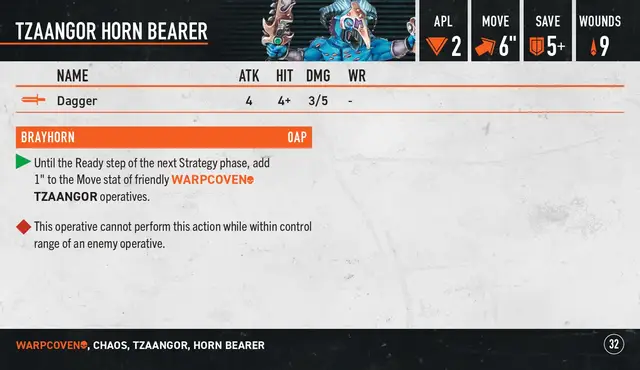 TZAANGOR HORN BEARER
APL
2
MOVE
6"
SAVE
5+
WOUNDS
9
NAME ATK HIT DMG WR
Dagger 4 4+ 3/5 -
BRAYHORN 0AP
Until the Ready step of the next Strategy phase, add
1" to the Move stat of friendly WARPCOVEN
TZAANGOR operatives.
This operative cannot perform this action while within control
range of an enemy operative.
WARPCOVEN, CHAOS, TZAANGOR, HORN BEARER
32